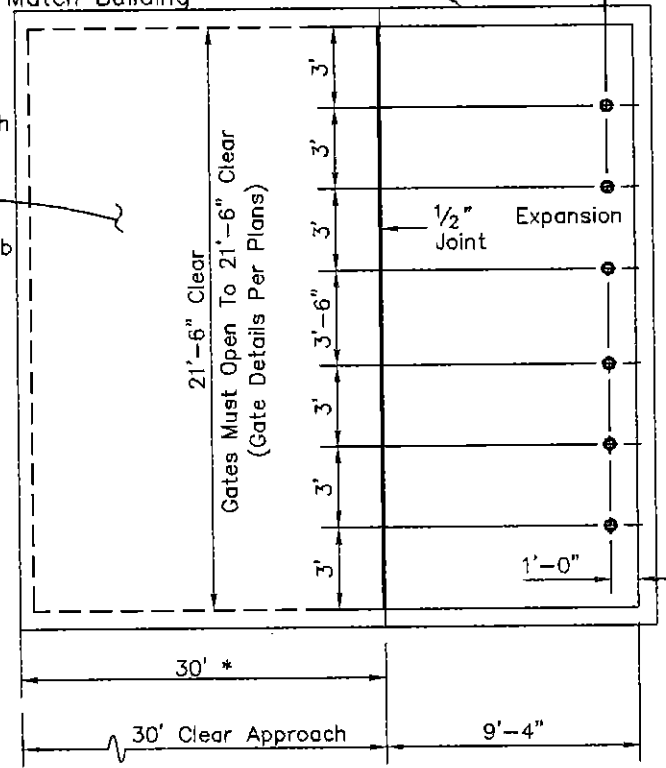 Match Building
h
b
3'
3'
3'
3'-6"
3'
3'
3'
21'-6" Clear
Gates Must Open To 21'-6" Clear
(Gate Details Per Plans)
1/2" Expansion
Joint
1'-0"
30' *
30' Clear Approach
9'-4"